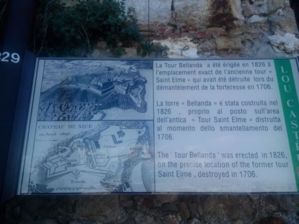 829
La Tour Bellanda a été érigée en 1826 à
l'emplacement exact de l'ancienne tour «
Saint Elme » qui avait été détruite lors du
démantèlement de la forteresse en 1706.
La torre « Bellanda » è stata costruita nel
1826 , proprio al posto sull'area
dell'antica « Tour Saint Elme » distrutta
al momento dello smantellamento del
1706.
The ' Tour Bellanda ' was erected in 1826,
on the precise location of the former tour
Saint Elme , destroyed in 1706.
CHATEAU DE NICE
LOU CAST